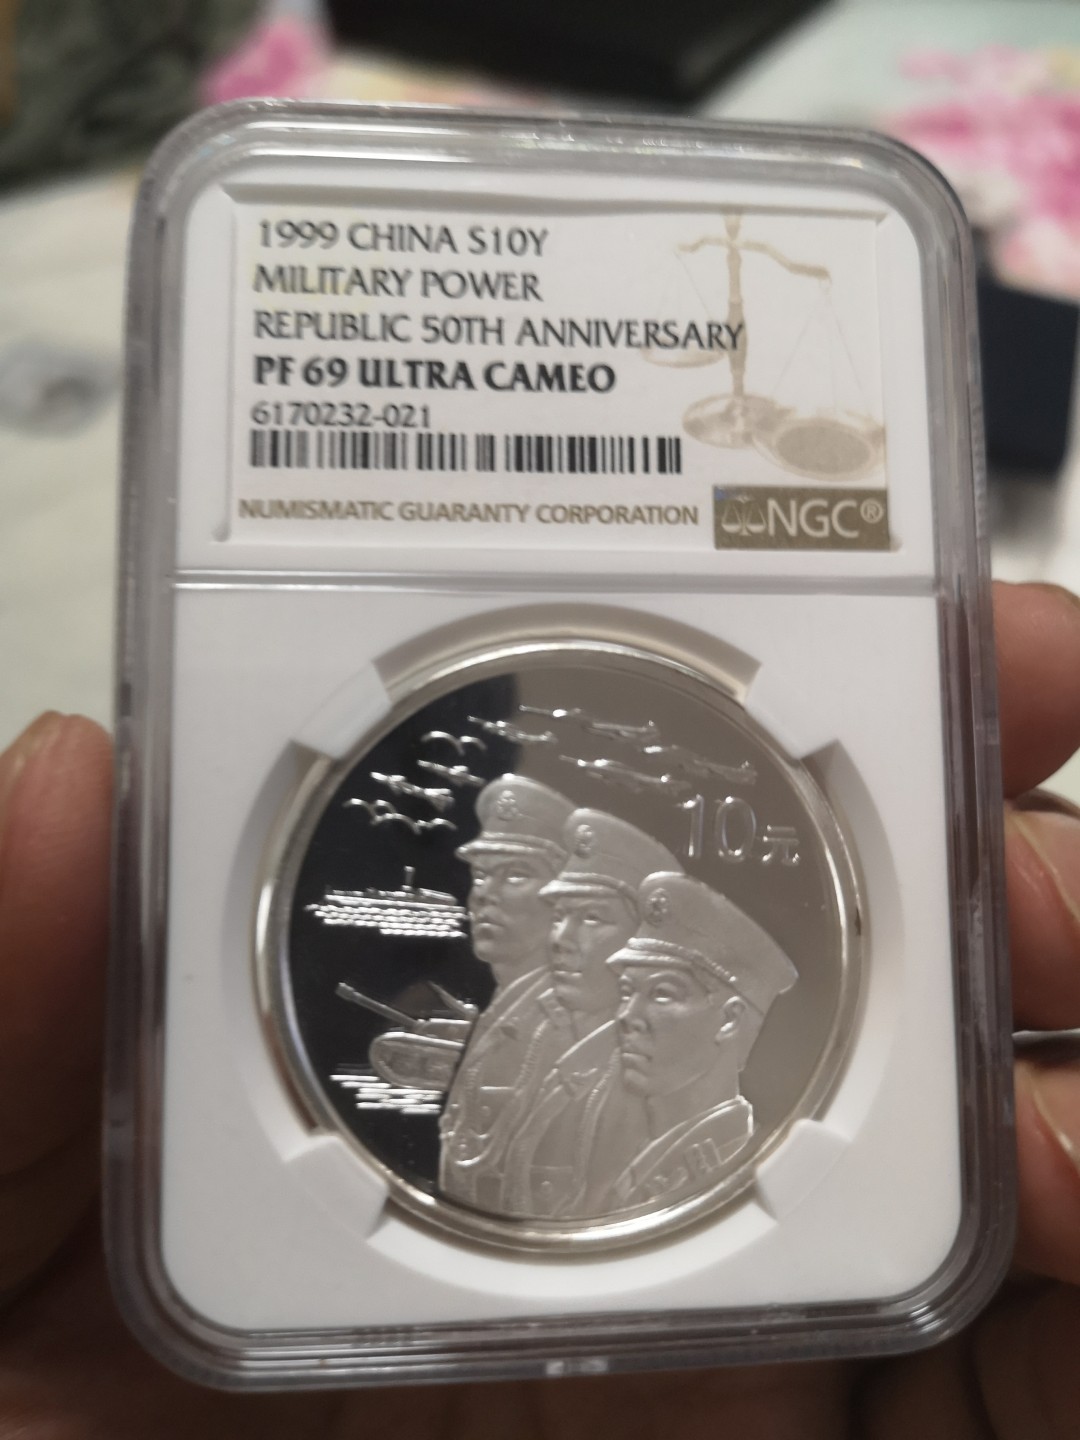 1999 CHINA S10Y
MILITARY POWER
REPUBLIC 50TH ANNIVERSARY
PF 69 ULTRA CAMEO
6170232-021
NUMISMATIC GUARANTY CORPORATION
NGC®
10元